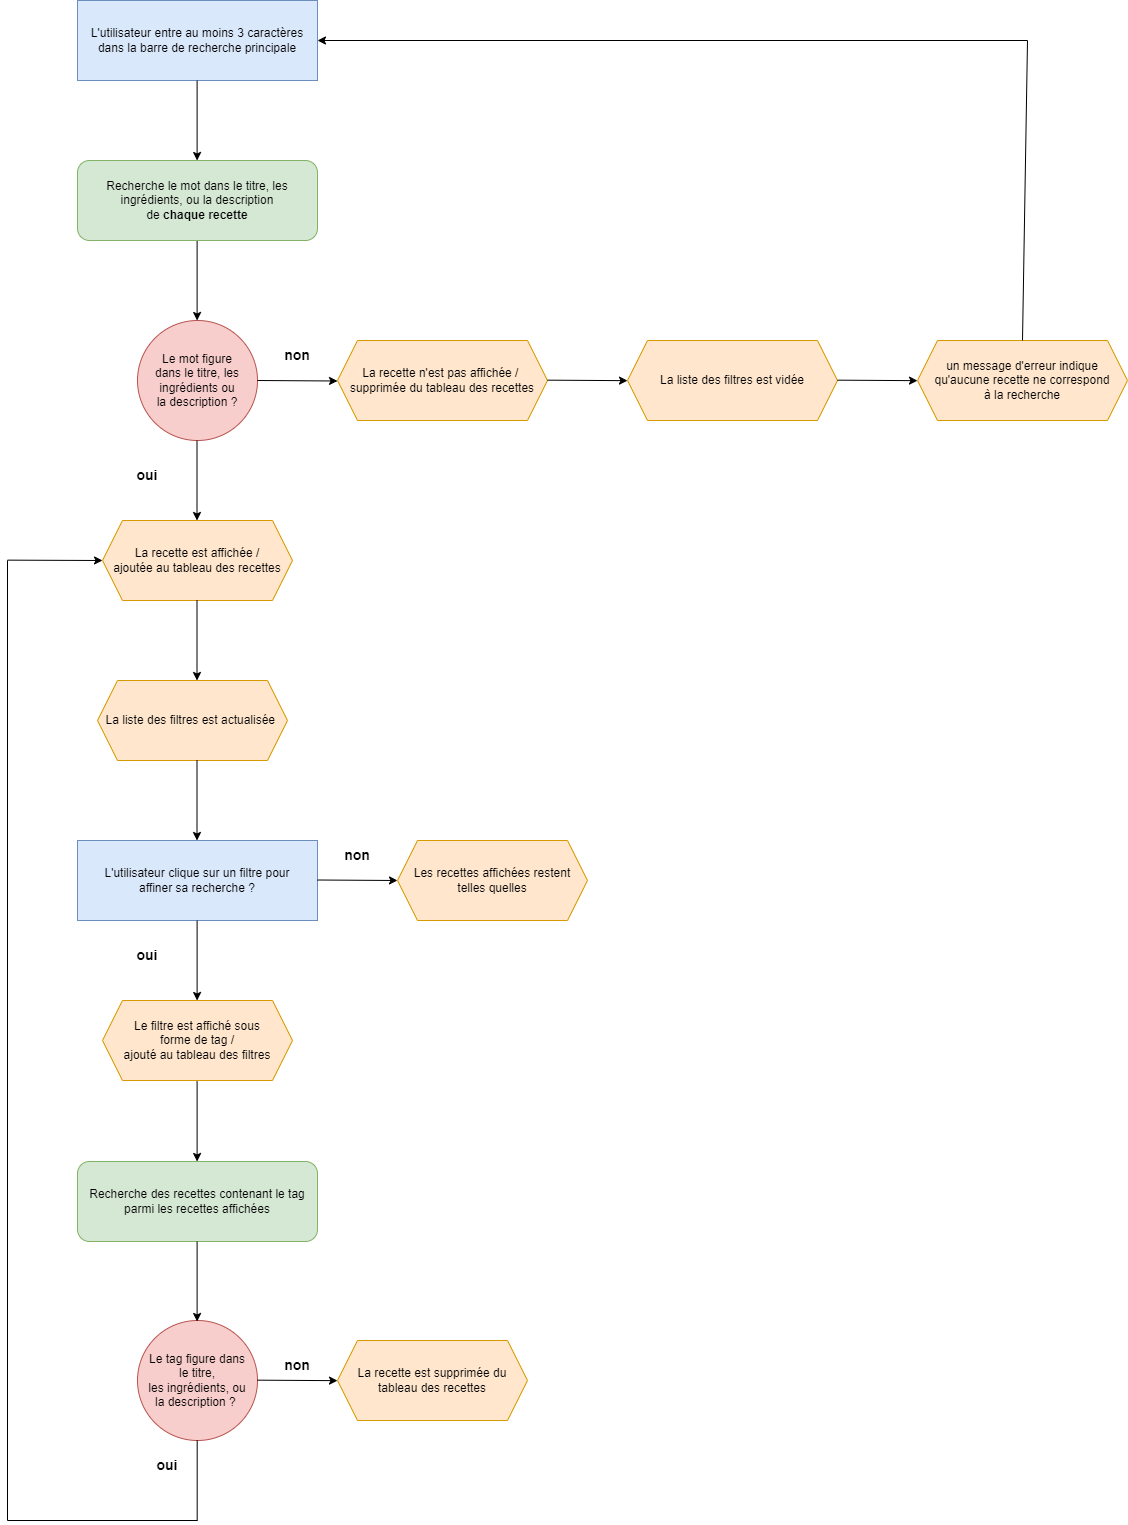 L'utilisateur entre au moins 3 caractères
dans la barre de recherche principale
Recherche le mot dans le titre, les
ingrédients, ou la description
de chaque recette
Le mot figure
dans le titre, les
ingrédients ou
la description ?
non
La recette n'est pas affichée /
supprimée du tableau des recettes
La liste des filtres est vidée
un message d'erreur indique
qu'aucune recette ne correspond
à la recherche
oui
La recette est affichée /
ajoutée au tableau des recettes
La liste des filtres est actualisée
L'utilisateur clique sur un filtre pour
affiner sa recherche ?
non
Les recettes affichées restent
telles quelles
oui
Le filtre est affiché sous
forme de tag /
ajouté au tableau des filtres
Recherche des recettes contenant le tag
parmi les recettes affichées
Le tag figure dans
le titre,
les ingrédients, ou
la description ?
non
La recette est supprimée du
tableau des recettes
oui